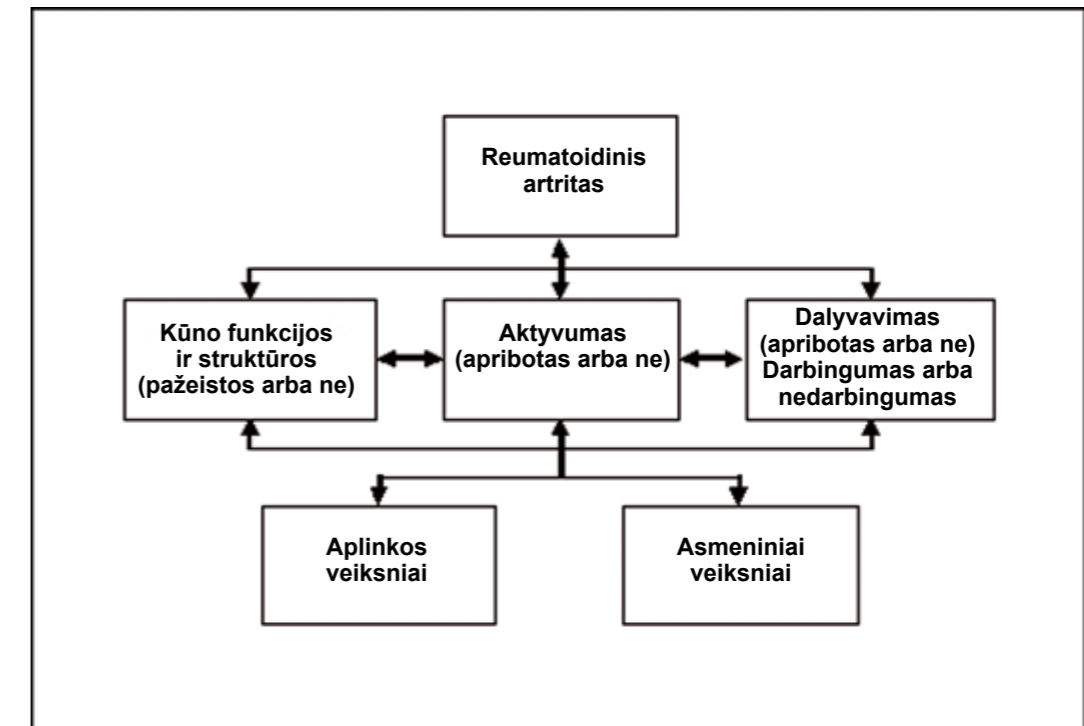 Reumatoidinis
artritas
Kūno funkcijos
ir struktūros
(pažeistos arba ne)
Aktyvumas
(apribotas arba ne)
Dalyvavimas
(apribotas arba ne)
Darbingumas arba
nedarbingumas
Aplinkos
veiksniai
Asmeniniai
veiksniai